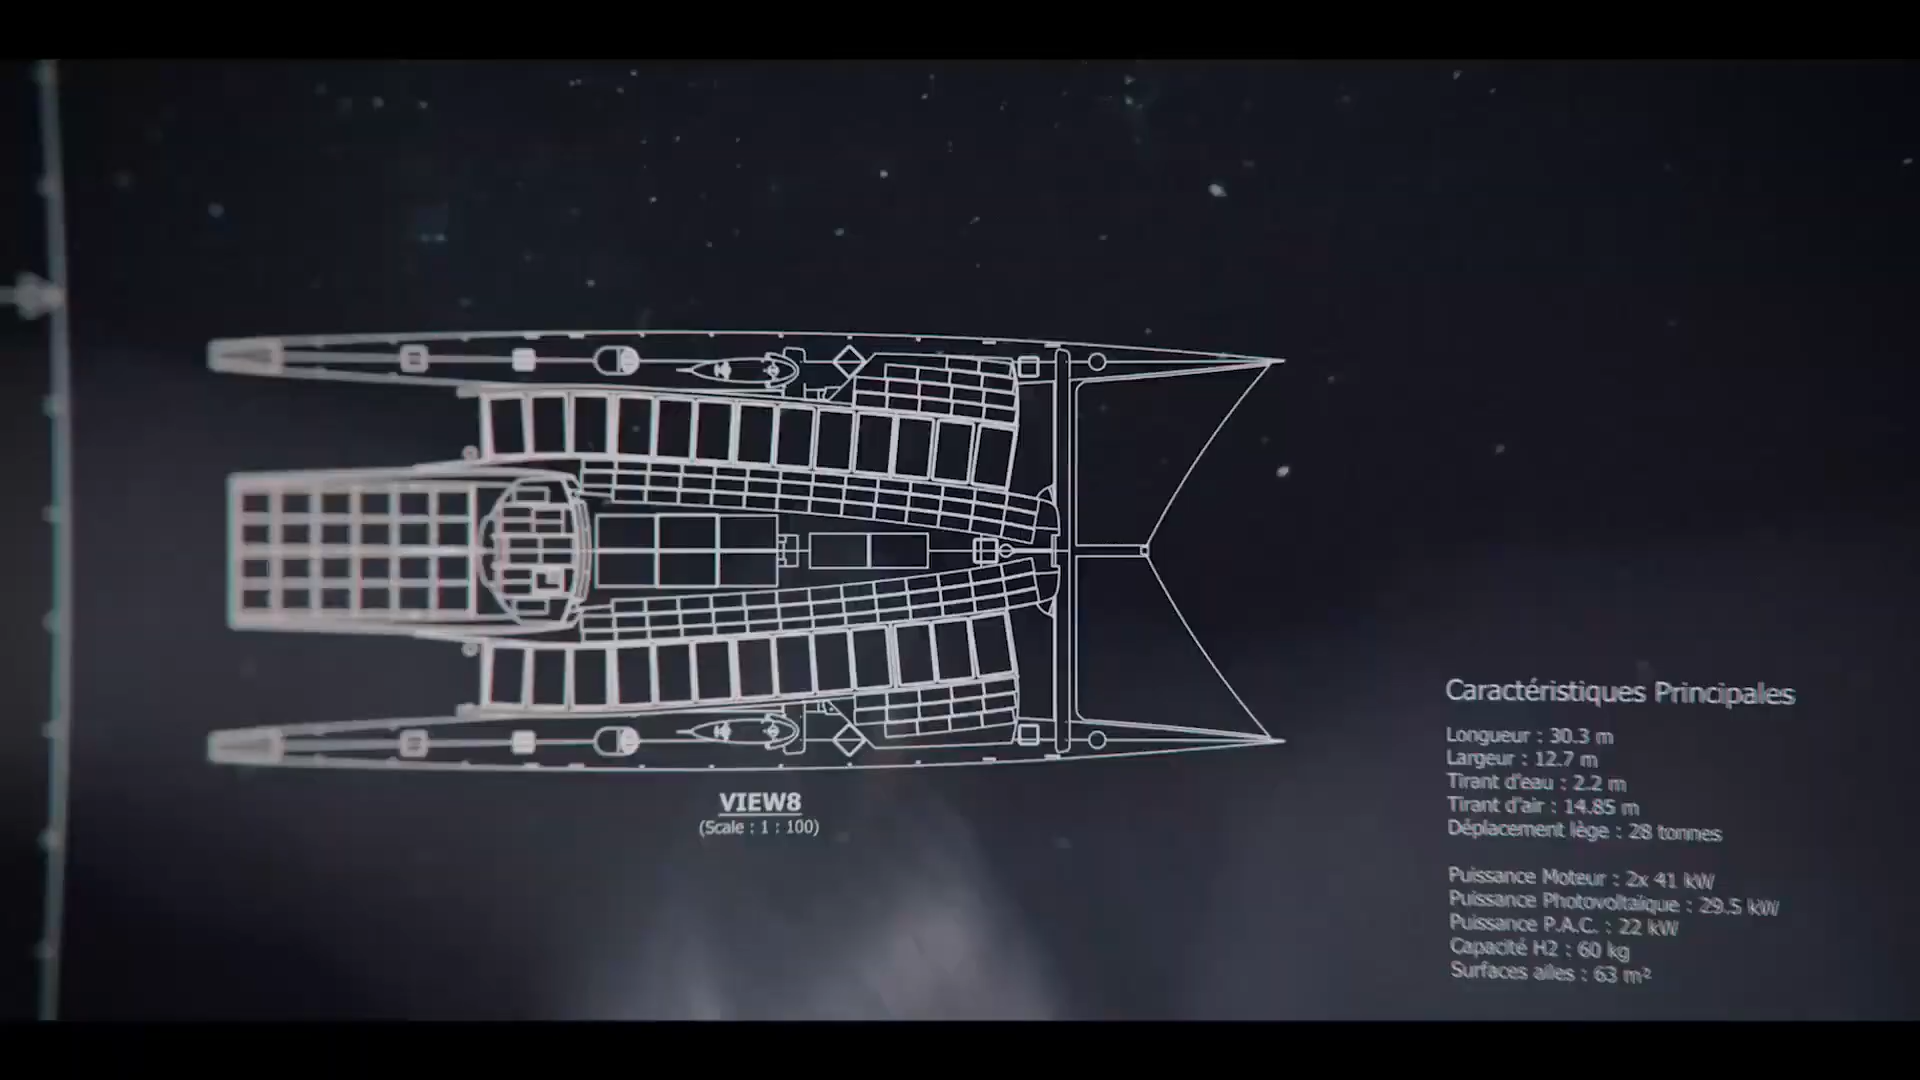 VIEW8
(Scale : 1 : 100)
Caractéristiques Principales
Longueur : 30.3 m
Largeur : 12.7 m
Tirant d'eau : 2.2 m
Tirant d'air : 14.85 m
Déplacement lège : 28 tonnes
Puissance Moteur : 2x 41 kW
Puissance Photovoltaïque : 29.5 kW
Puissance P.A.C. : 22 kW
Capacité H2 : 60 kg
Surfaces ailes : 63 m²